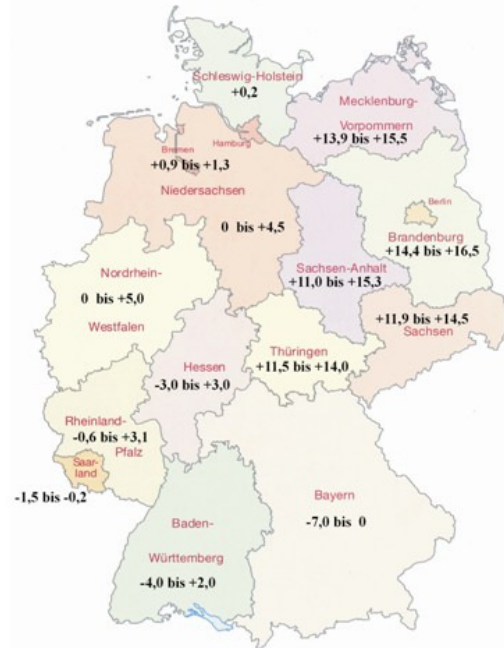 Schleswig-Holstein
+0,2
Mecklenburg-
Vorpommern
+13,9 bis +15,5
Hamburg
Bremen
+0,9 bis +1,3
Niedersachsen
0 bis +4,5
Berlin
Brandenburg
+14,4 bis +16,5
Sachsen-Anhalt
+11,0 bis +15,3
Nordrhein-
0 bis +5,0
Westfalen
+11,9 bis +14,5
Sachsen
Hessen
-3,0 bis +3,0
Thüringen
+11,5 bis +14,0
Rheinland-
-0,6 bis +3,1
Pfalz
Saar-
land
-1,5 bis -0,2
Bayern
-7,0 bis 0
Baden-
Württemberg
-4,0 bis +2,0